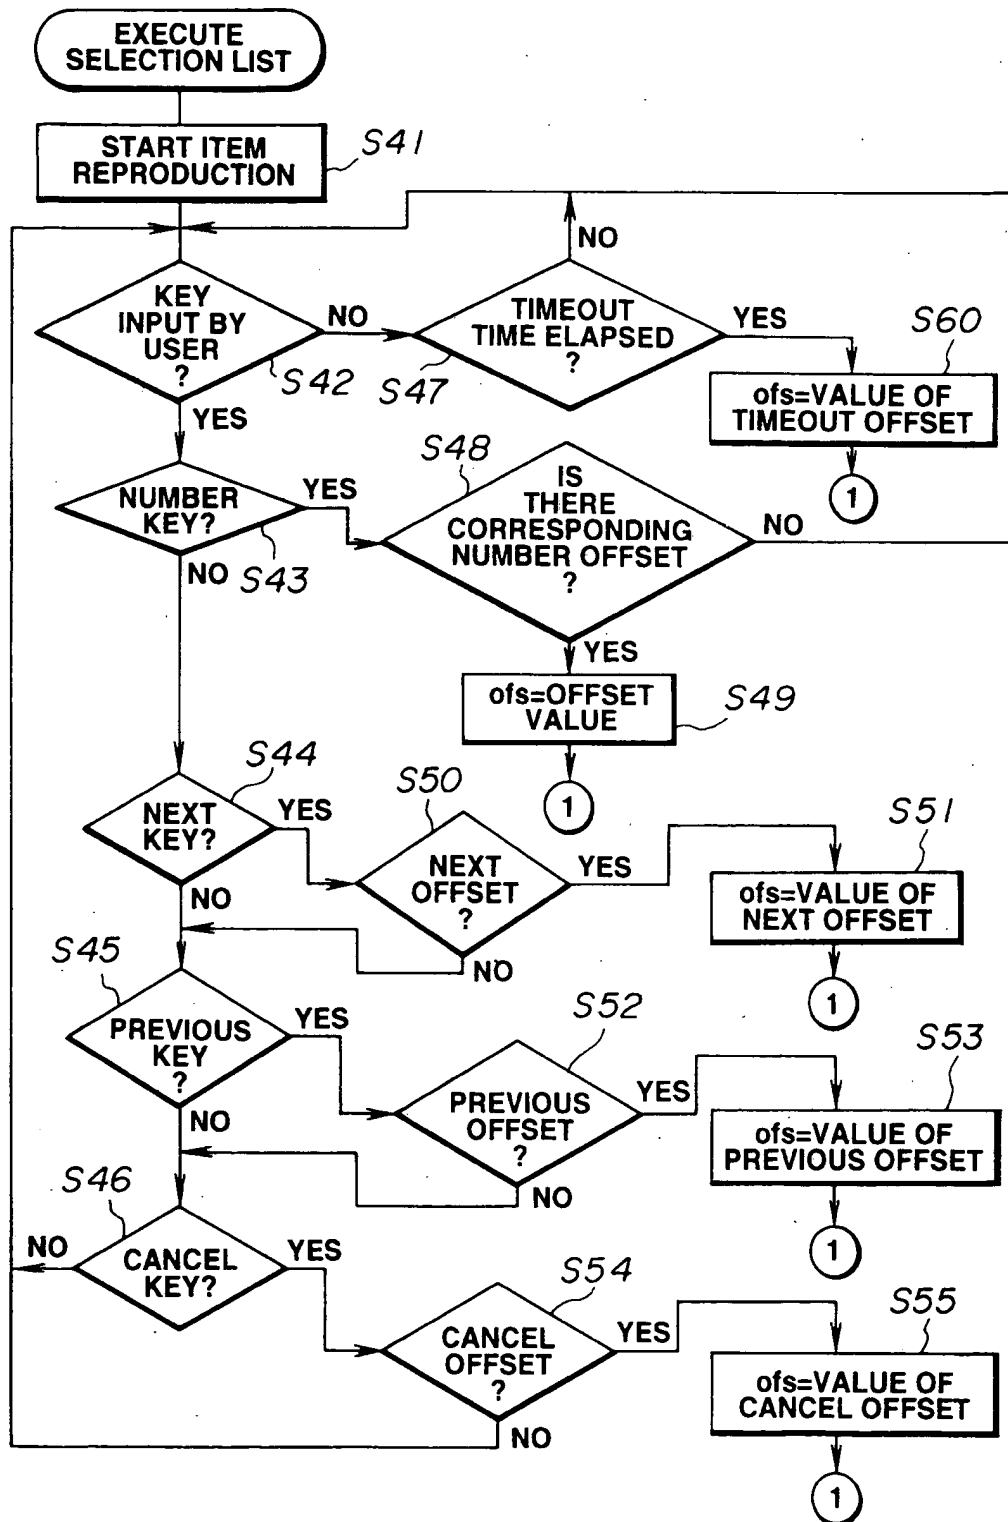 EXECUTE
SELECTION LIST
START ITEM
REPRODUCTION
S41
KEY
INPUT BY
USER
?
S42
NO
YES
TIMEOUT
TIME ELAPSED
?
S47
NO
YES
S60
ofs=VALUE OF
TIMEOUT OFFSET
1
NUMBER
KEY?
S43
YES
NO
S48
IS
THERE
CORRESPONDING
NUMBER OFFSET
?
NO
YES
ofs=OFFSET
VALUE
S49
1
S44
NEXT
KEY?
YES
NO
S50
NEXT
OFFSET
?
YES
NO
S51
ofs=VALUE OF
NEXT OFFSET
1
S45
PREVIOUS
KEY
?
YES
NO
S52
PREVIOUS
OFFSET
?
YES
NO
S53
ofs=VALUE OF
PREVIOUS OFFSET
1
S46
CANCEL
KEY?
NO
YES
S54
CANCEL
OFFSET
?
YES
NO
S55
ofs=VALUE OF
CANCEL OFFSET
1